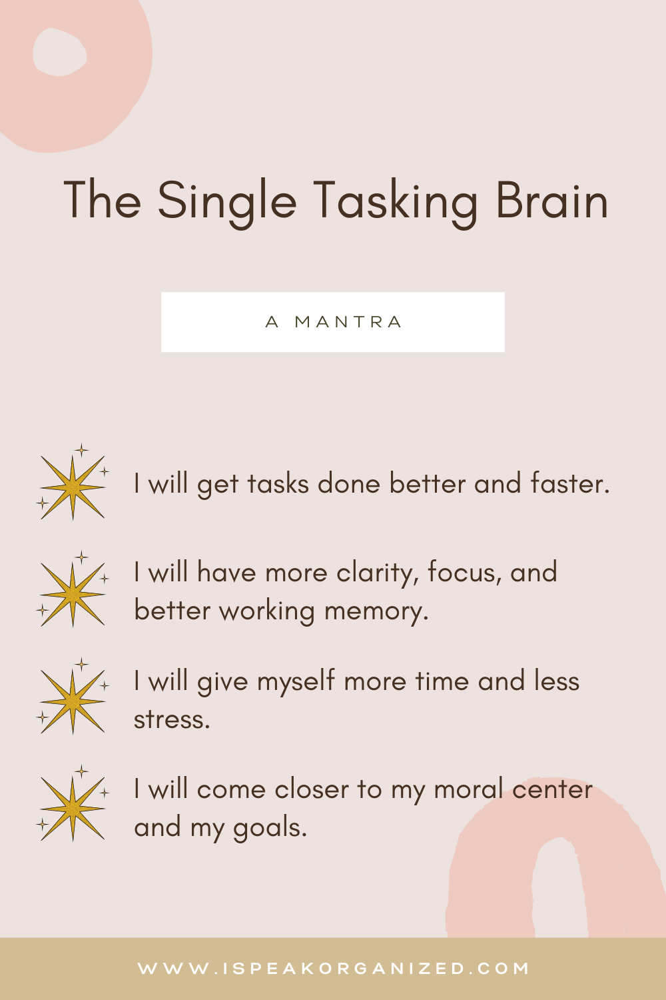 The Single Tasking Brain
A MANTRA
I will get tasks done better and faster.
I will have more clarity, focus, and
better working memory.
I will give myself more time and less
stress.
I will come closer to my moral center
and my goals.
WWW.ISPEAKORGANIZED.COM